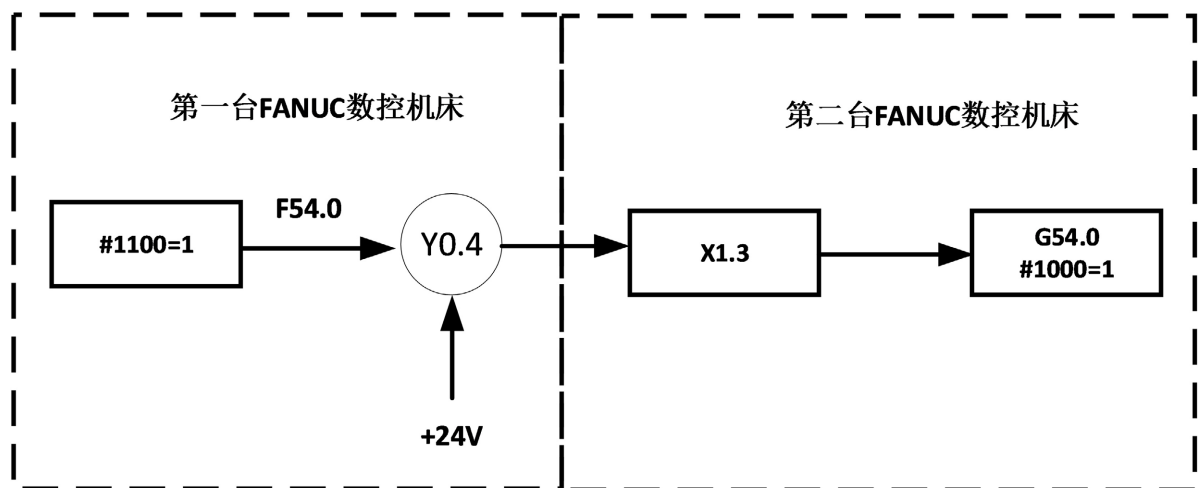 第一台FANUC数控机床
第二台FANUC数控机床
#1100=1
F54.0
Y0.4
+24V
X1.3
G54.0
#1000=1